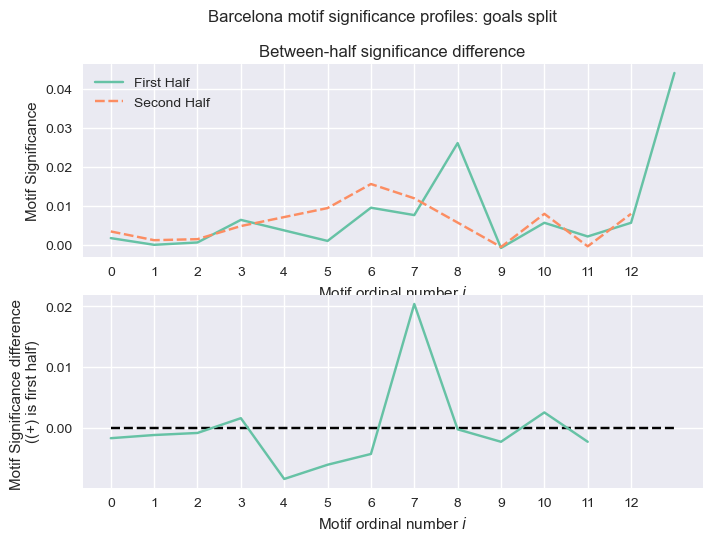 Barcelona motif significance profiles: goals split
Between-half significance difference
Motif Significance
0.04
0.03
0.02
0.01
0.00
First Half
Second Half
0 1 2 3 4 5 6 7 8 9 10 11 12
Motif ordinal number i
Motif Significance difference
((+) is first half)
0.02
0.01
0.00
0 1 2 3 4 5 6 7 8 9 10 11 12
Motif ordinal number i